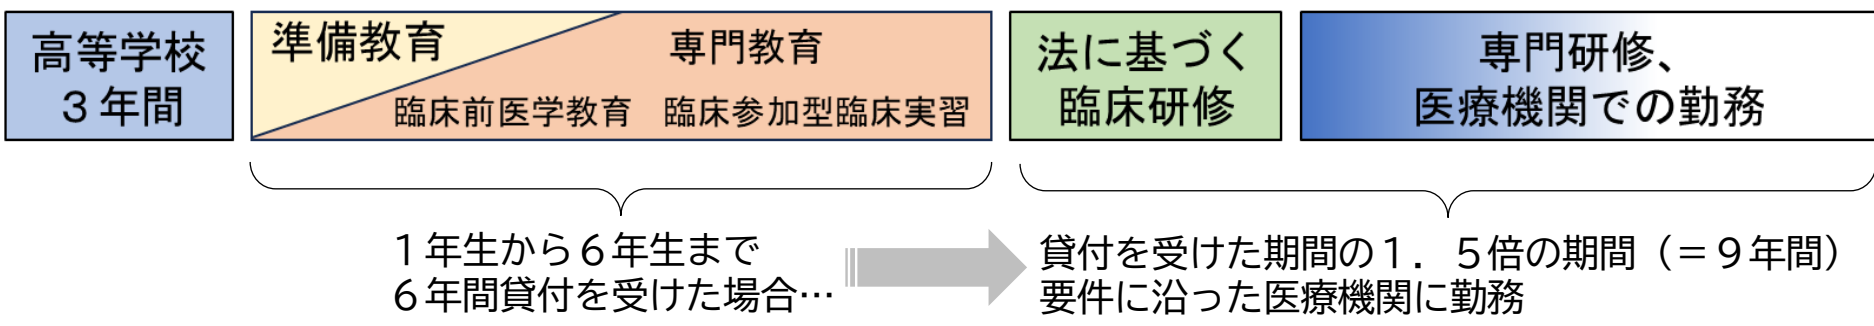 高等学校
３年間
準備教育
専門教育
臨床前医学教育　臨床参加型臨床実習
法に基づく
臨床研修
専門研修、
医療機関での勤務
１年生から６年生まで
６年間貸付を受けた場合…
貸付を受けた期間の１．５倍の期間（＝９年間）
要件に沿った医療機関に勤務